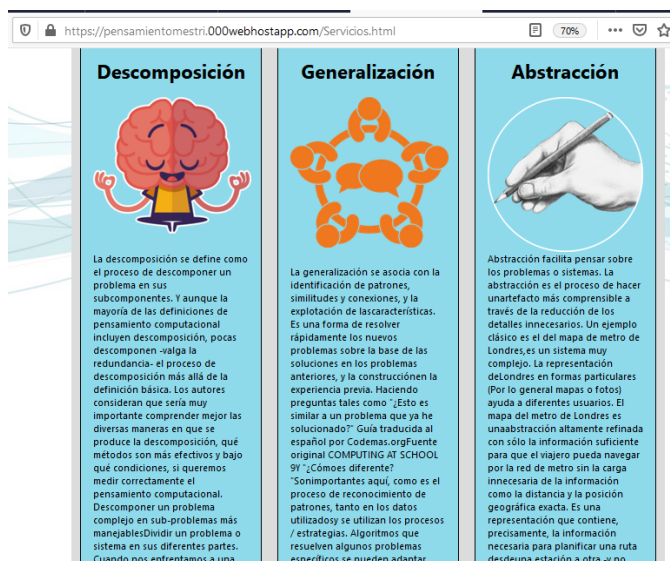 https://pensamientomestri.000webhostapp.com/Servicios.html
70%
Descomposición
La descomposición se define como
el proceso de descomponer un
problema en sus
subcomponentes. Y aunque la
mayoría de las definiciones de
pensamiento computacional
incluyen descomposición, pocas
descomponen -valga la
redundancia- el proceso de
descomposición más allá de la
definición básica. Los autores
consideran que sería muy
importante comprender mejor las
diversas maneras en que se
produce la descomposición, qué
métodos son más efectivos y bajo
qué condiciones, si queremos
medir correctamente el
pensamiento computacional.
Descomponer un problema
complejo en sub-problemas más
manejablesDividir un problema o
sistema en sus diferentes partes.
Cuando nos enfrentamos a una
Generalización
La generalización se asocia con la
identificación de patrones,
similitudes y conexiones, y la
explotación de lascaracterísticas.
Es una forma de resolver
rápidamente los nuevos
problemas sobre la base de las
soluciones en los problemas
anteriores, y la construcciónen la
experiencia previa. Haciendo
preguntas tales como "¿Esto es
similar a un problema que ya he
solucionado?" Guía traducida al
español por Codemas.orgFuente
original COMPUTING AT SCHOOL
9Y "¿Cómoes diferente?
"Sonimportantes aquí, como es el
proceso de reconocimiento de
patrones, tanto en los datos
utilizadosy se utilizan los procesos
/ estrategias. Algoritmos que
resuelven algunos problemas
específicos se pueden adaptar
Abstracción
Abstracción facilita pensar sobre
los problemas o sistemas. La
abstracción es el proceso de hacer
unartefacto más comprensible a
través de la reducción de los
detalles innecesarios. Un ejemplo
clásico es el del mapa de metro de
Londres,es un sistema muy
complejo. La representación
deLondres en formas particulares
(Por lo general mapas o fotos)
ayuda a diferentes usuarios. El
mapa del metro de Londres es
unaabstracción altamente refinada
con sólo la información suficiente
para que el viajero pueda navegar
por la red de metro sin la carga
innecesaria de la información
como la distancia y la posición
geográfica exacta. Es una
representación que contiene,
precisamente, la información
necesaria para planificar una ruta
desdeuna estación a otra -y no